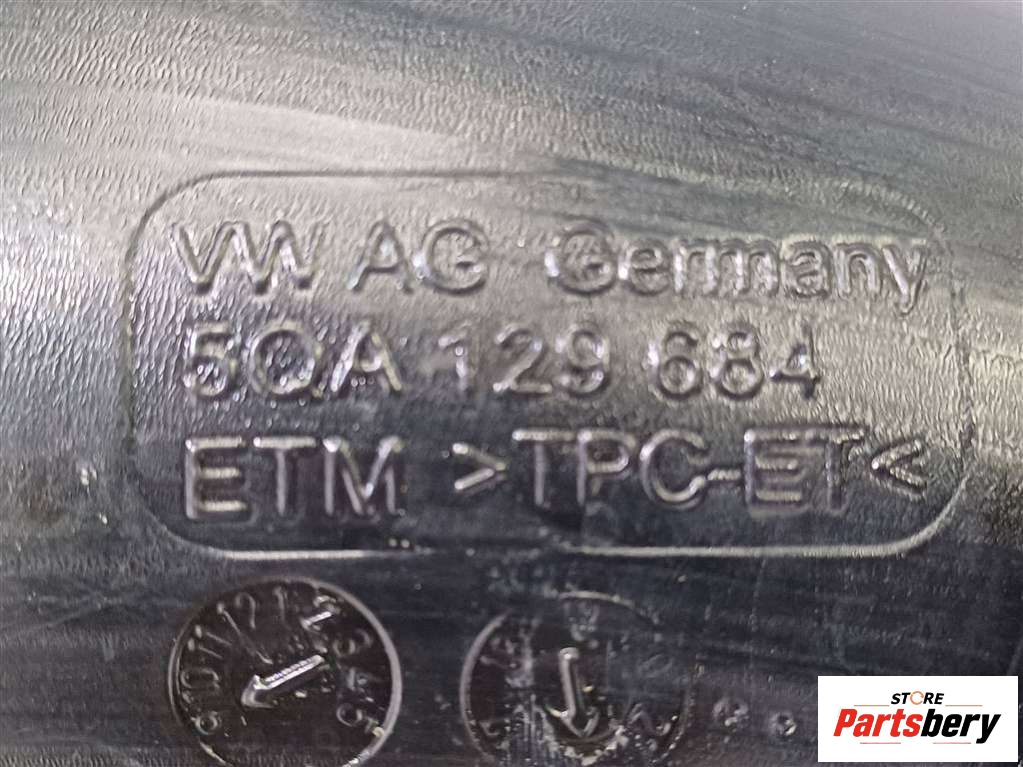 VW AG Germany
5QA 129 684
ETM >TPC-ET<
STORE
Partsbery